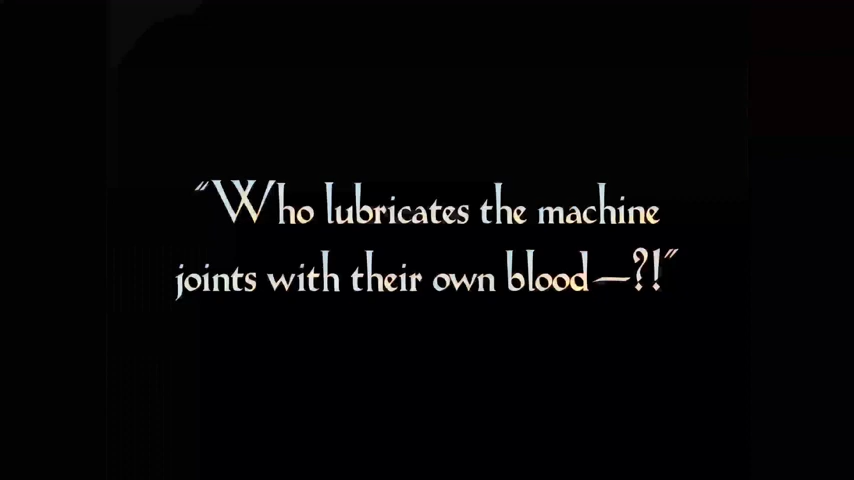 "Who lubricates the machine
joints with their own blood—?!"